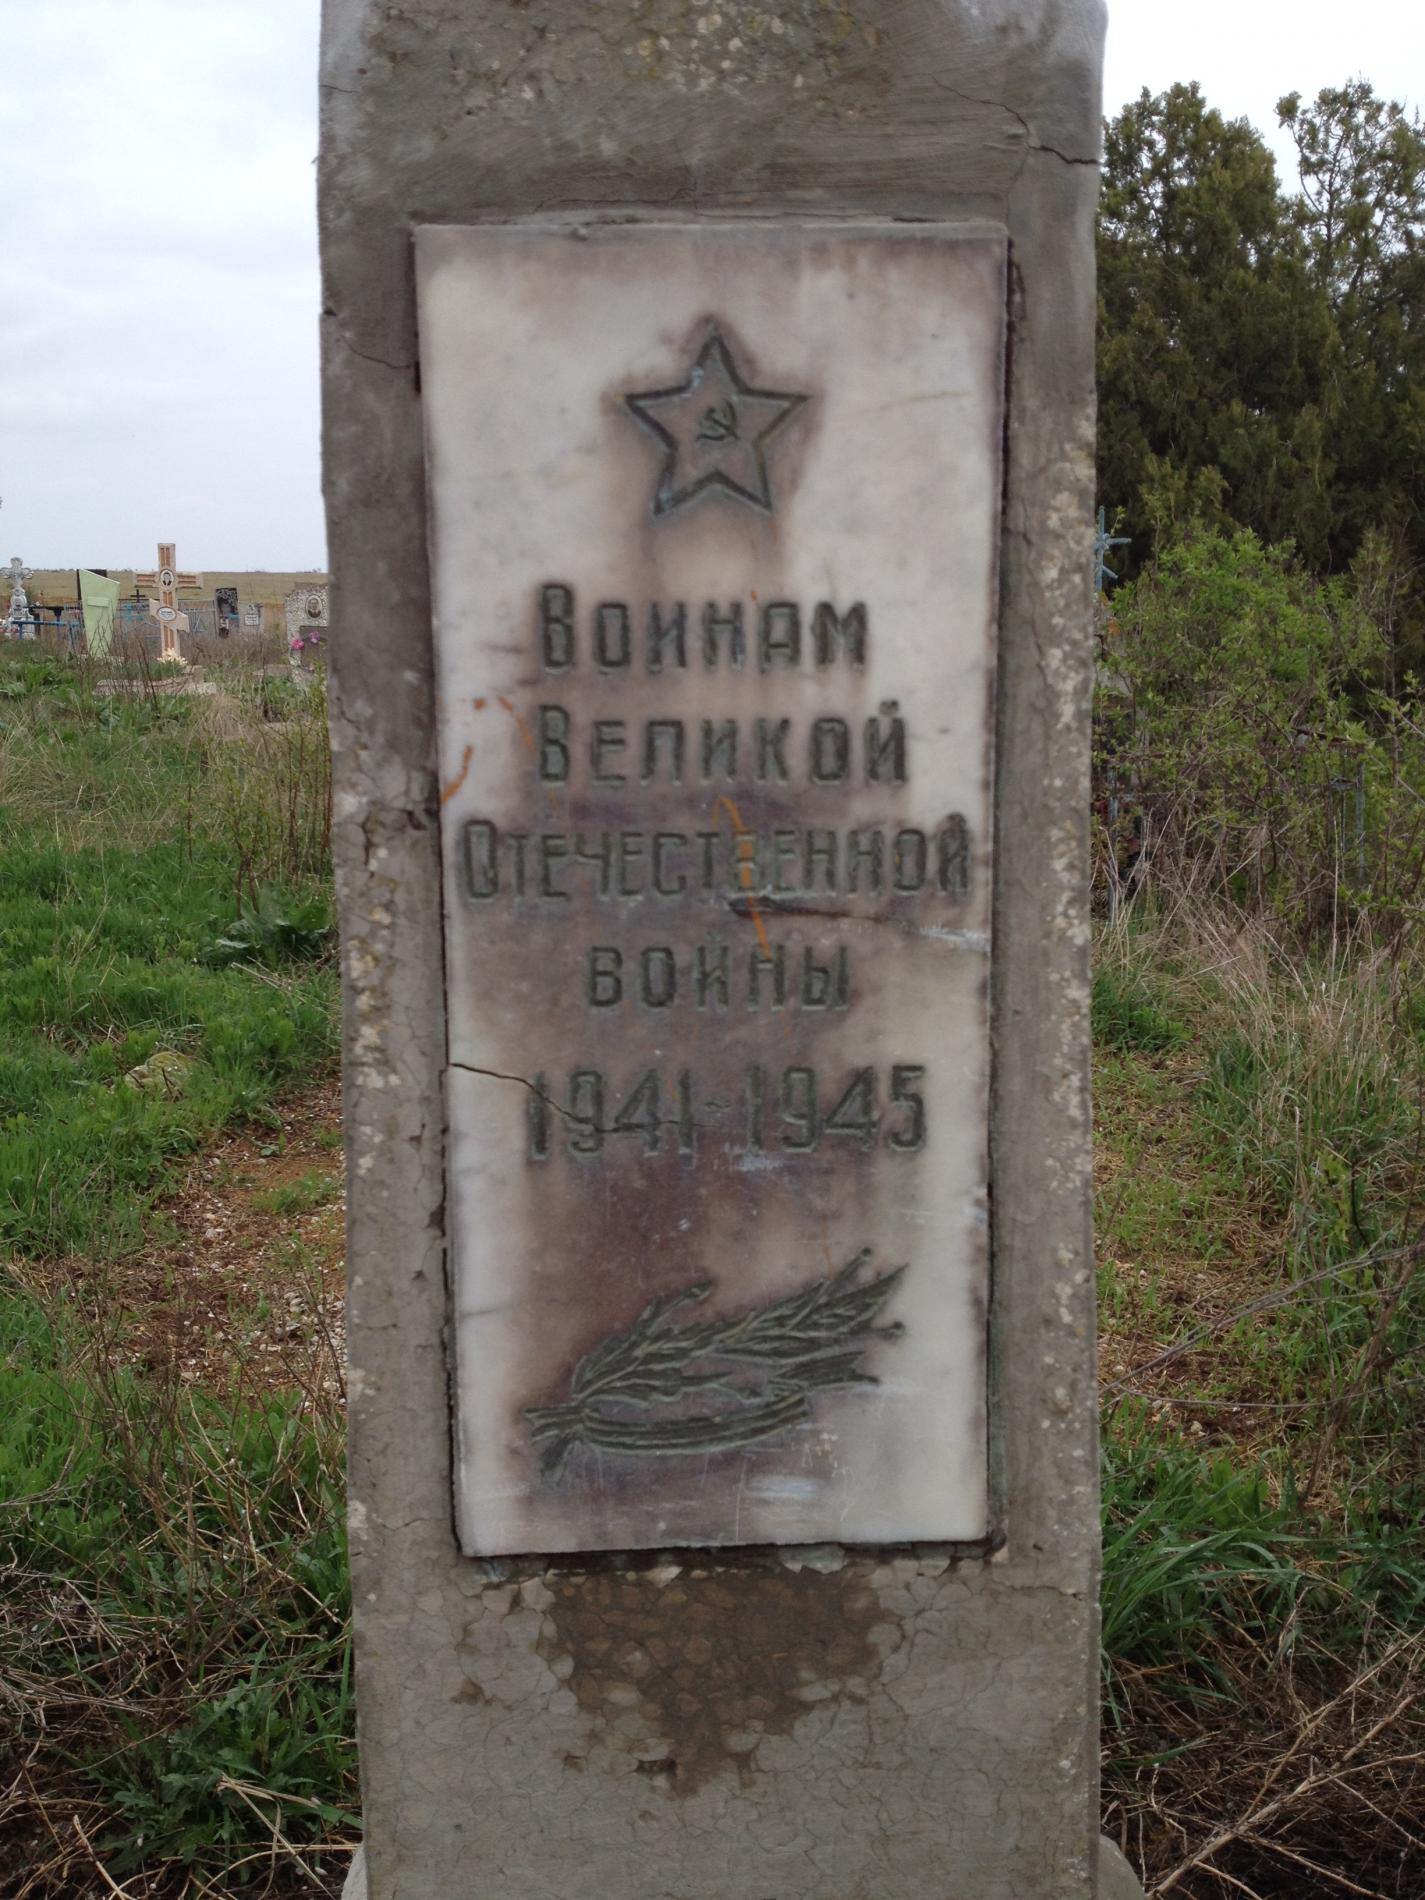 Воинам
Великой
Отечественной
войны
1941-1945